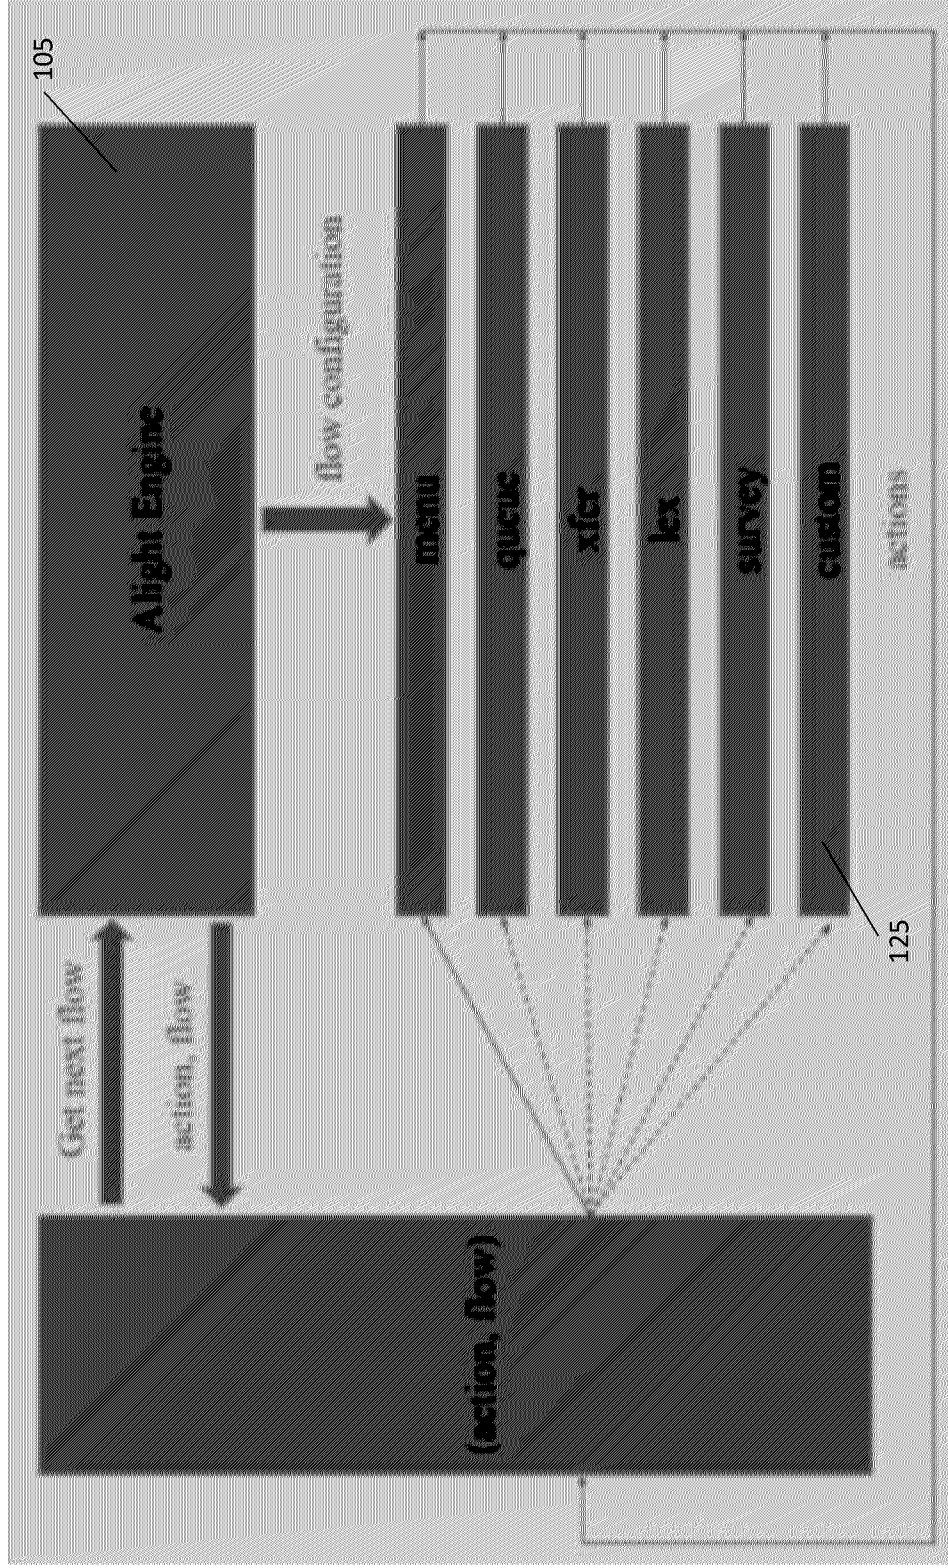 105
Alight Engine
Get next flow
action, flow
flow configuration
(action, flow)
menu
queue
xfer
lex
survey
custom
125
actions